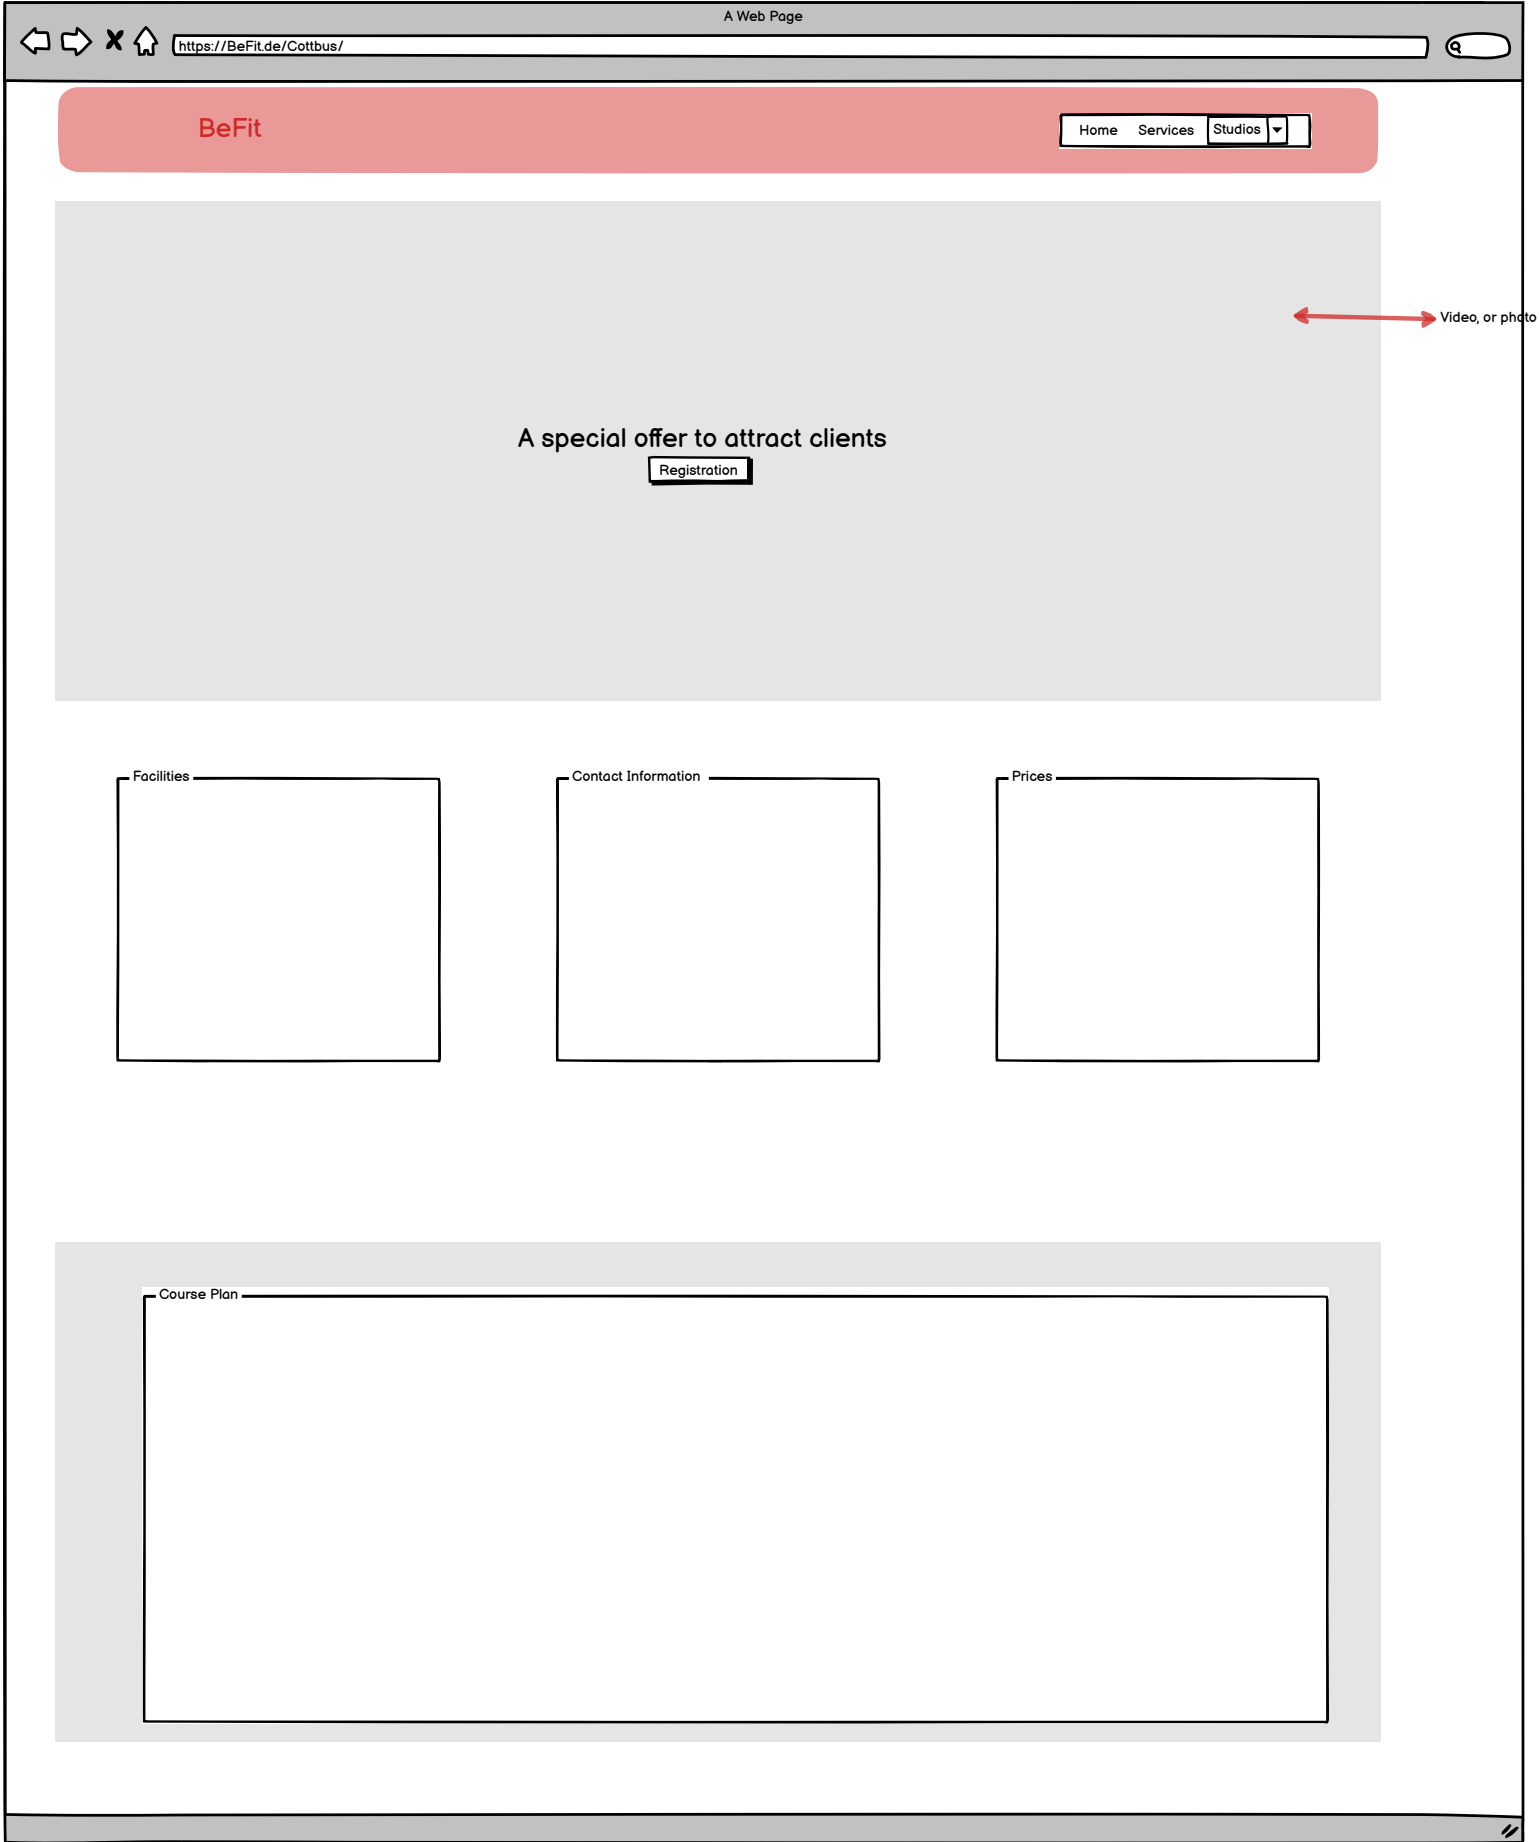 A Web Page
https://BeFit.de/Cottbus/
BeFit
Home Services Studios
Video, or photo
A special offer to attract clients
Registration
Facilities
Contact Information
Prices
Course Plan